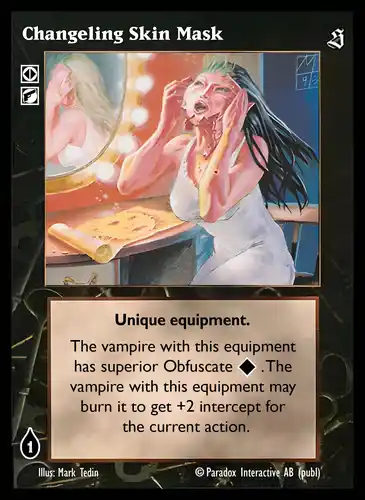 Changeling Skin Mask
Unique equipment.
The vampire with this equipment
has superior Obfuscate .The
vampire with this equipment may
burn it to get +2 intercept for
the current action.
1
Illus: Mark Tedin © Paradox Interactive AB (publ)